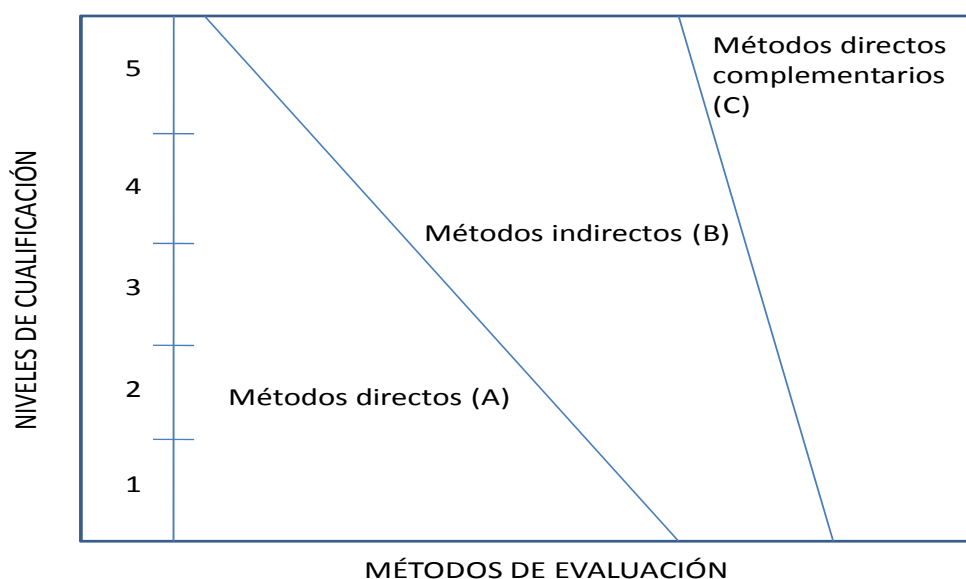 NIVELES DE CUALIFICACIÓN
5
4
3
2
1
Métodos directos
complementarios
(C)
Métodos indirectos (B)
Métodos directos (A)
MÉTODOS DE EVALUACIÓN